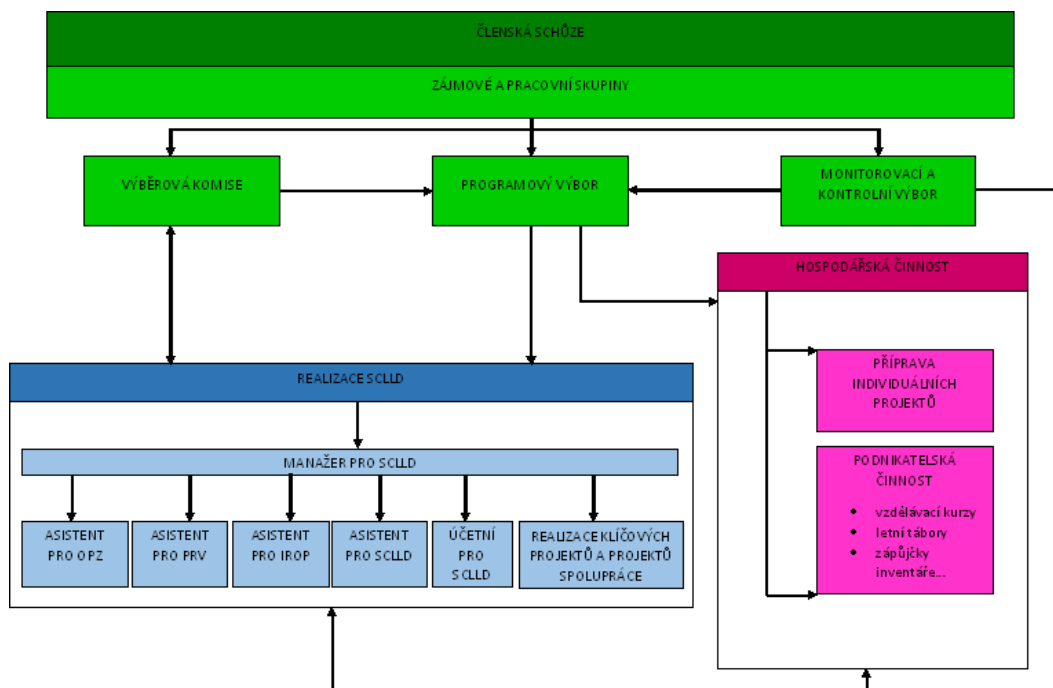 ČLENSKÁ SCHŮZE
ZÁJMOVÉ A PRACOVNÍ SKUPINY
VÝBĚROVÁ KOMISE
PROGRAMOVÝ VÝBOR
MONITOROVACÍ A
KONTROLNÍ VÝBOR
HOSPODÁŘSKÁ ČINNOST
PŘÍPRAVA
INDIVIDUÁLNÍCH
PROJEKTŮ
PODNIKATELSKÁ
ČINNOST
• vzdělávací kurzy
• letní tábory
• zápůjčky
inventáře...
REALIZACE SCLLD
MANAŽER PRO SCLLD
ASISTENT
PRO OPZ
ASISTENT
PRO PRV
ASISTENT
PRO IROP
ASISTENT
PRO SCLLD
ÚČETNÍ
PRO
SCLLD
REALIZACE KLÍČOVÝCH
PROJEKTŮ A PROJEKTŮ
SPOLUPRÁCE